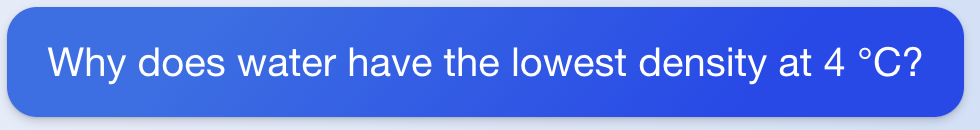 Why does water have the lowest density at 4 °C?